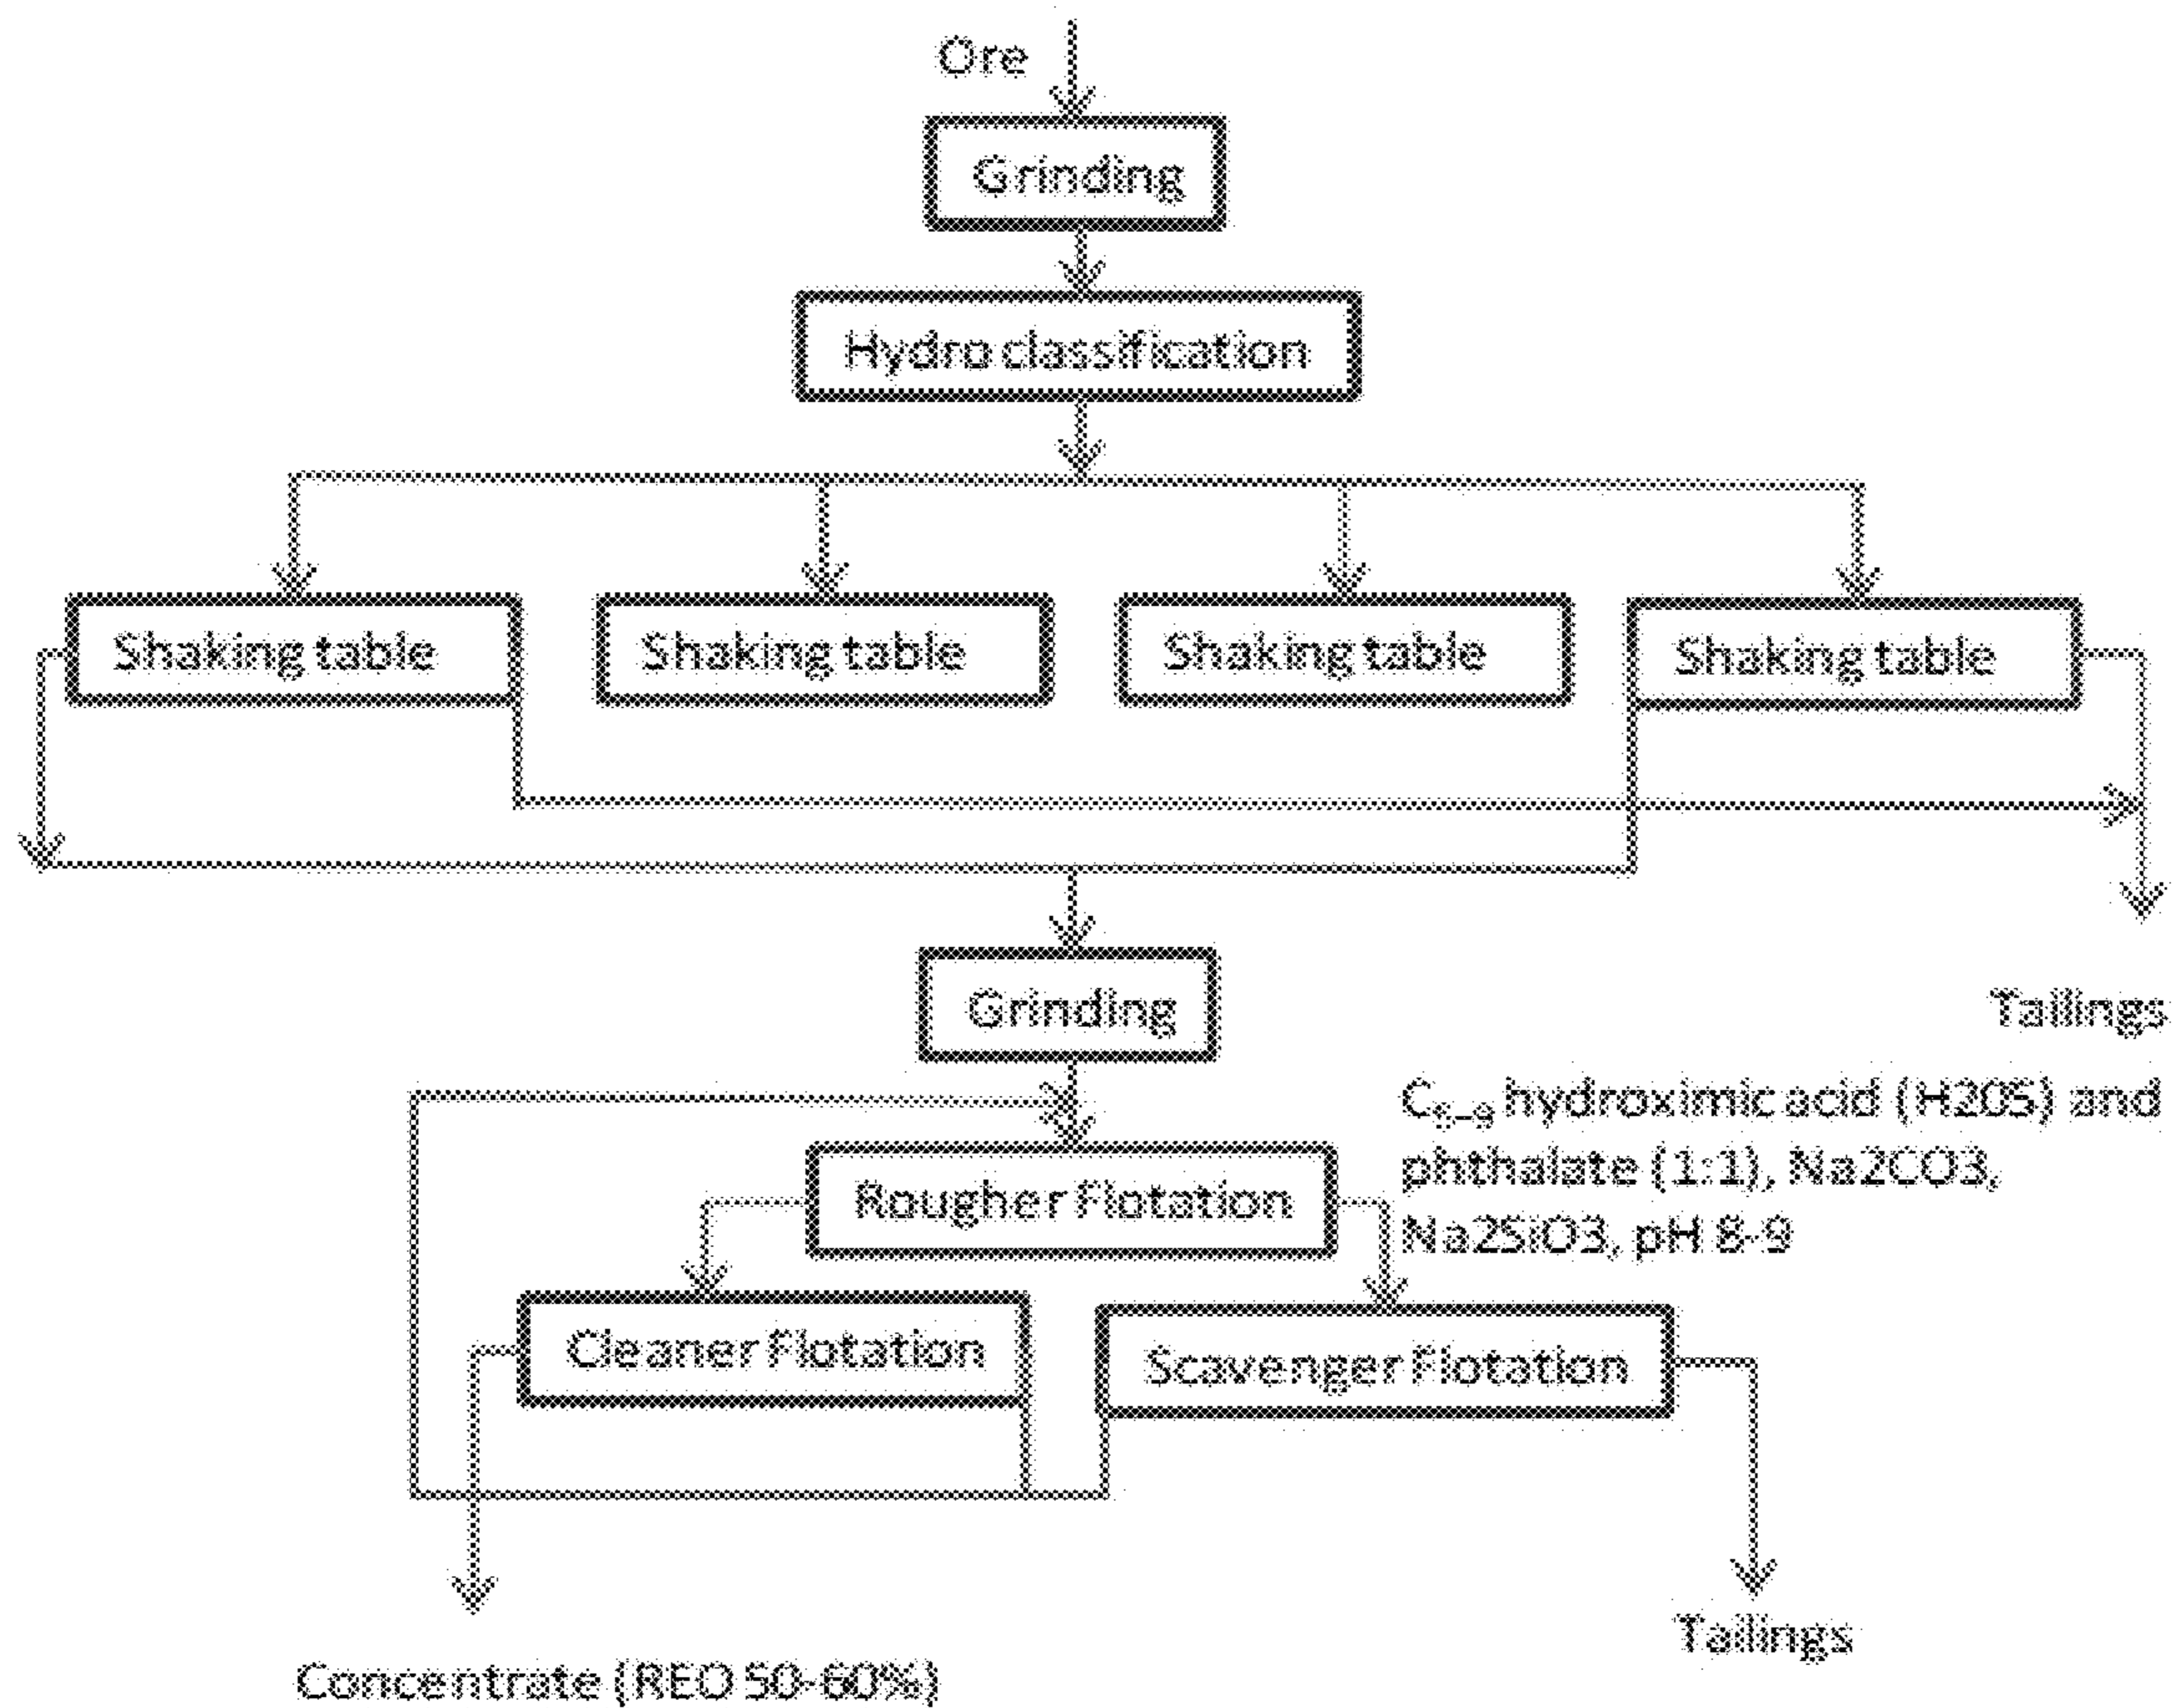 Ore
Grinding
Hydro classification
Shaking table
Shaking table
Shaking table
Shaking table
Grinding
Tailings
C5-9 hydroximic acid (H205) and
phthalate (1:1), Na2CO3,
Na2SiO3, pH 8-9
Rougher Flotation
Cleaner Flotation
Scavenger Flotation
Tailings
Concentrate (REO 50-60%)